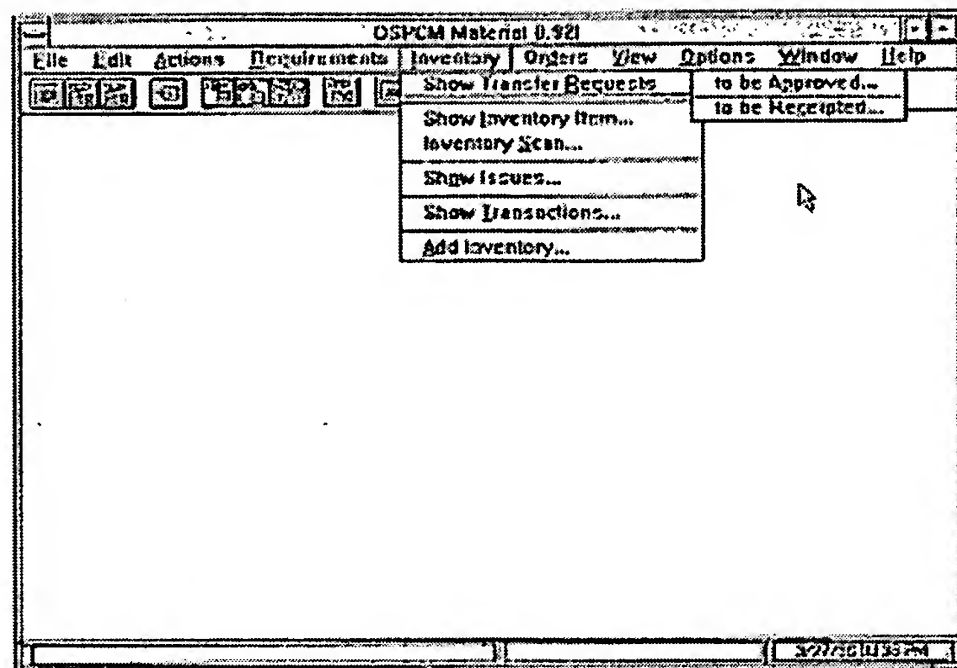 OSPCM Material 0.92I
File Edit Actions Requirements Inventory Orders View Options Window Help
Show Transfer Requests to be Approved...
to be Receipted...
Show Inventory Item...
Inventory Scan...
Show Issues...
Show Transactions...
Add Inventory...